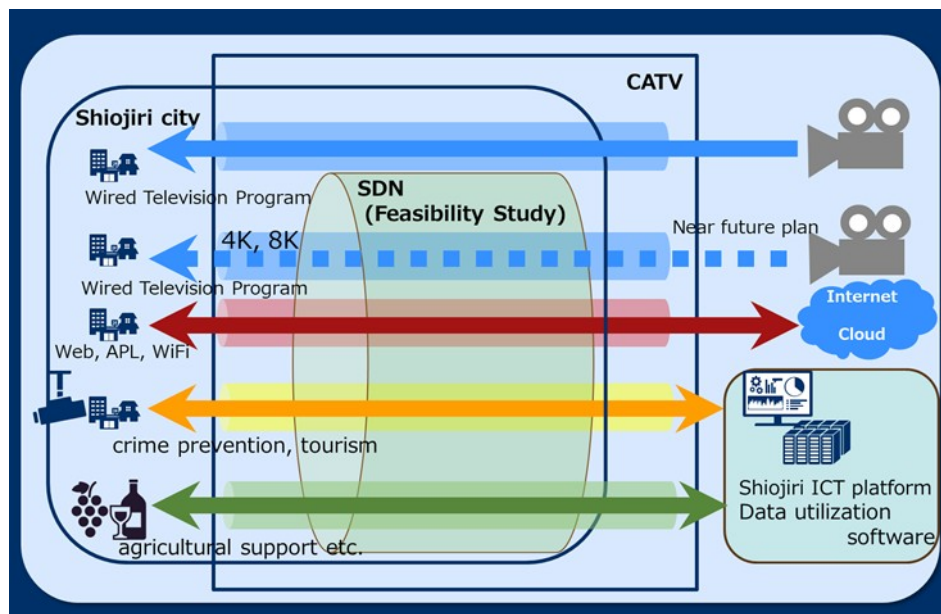 CATV
Shiojiri city
Wired Television Program
SDN
(Feasibility Study)
4K, 8K
Near future plan
Wired Television Program
Internet
Cloud
Web, APL, WiFi
crime prevention, tourism
Shiojiri ICT platform
Data utilization
software
agricultural support etc.